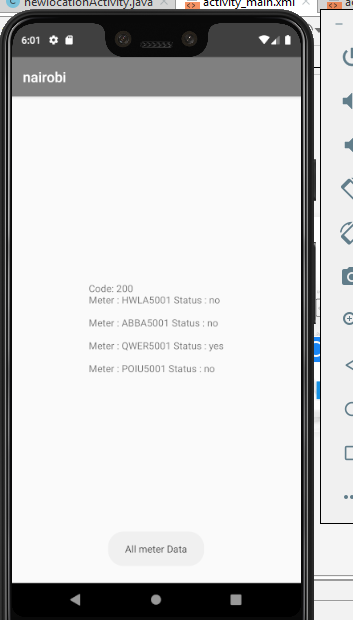 newlocationActivity.java
activity_main.xml
6:01
nairobi
Code: 200
Meter : HWLA5001 Status : no
Meter : ABBA5001 Status : no
Meter : QWER5001 Status : yes
Meter : POIU5001 Status : no
All meter Data